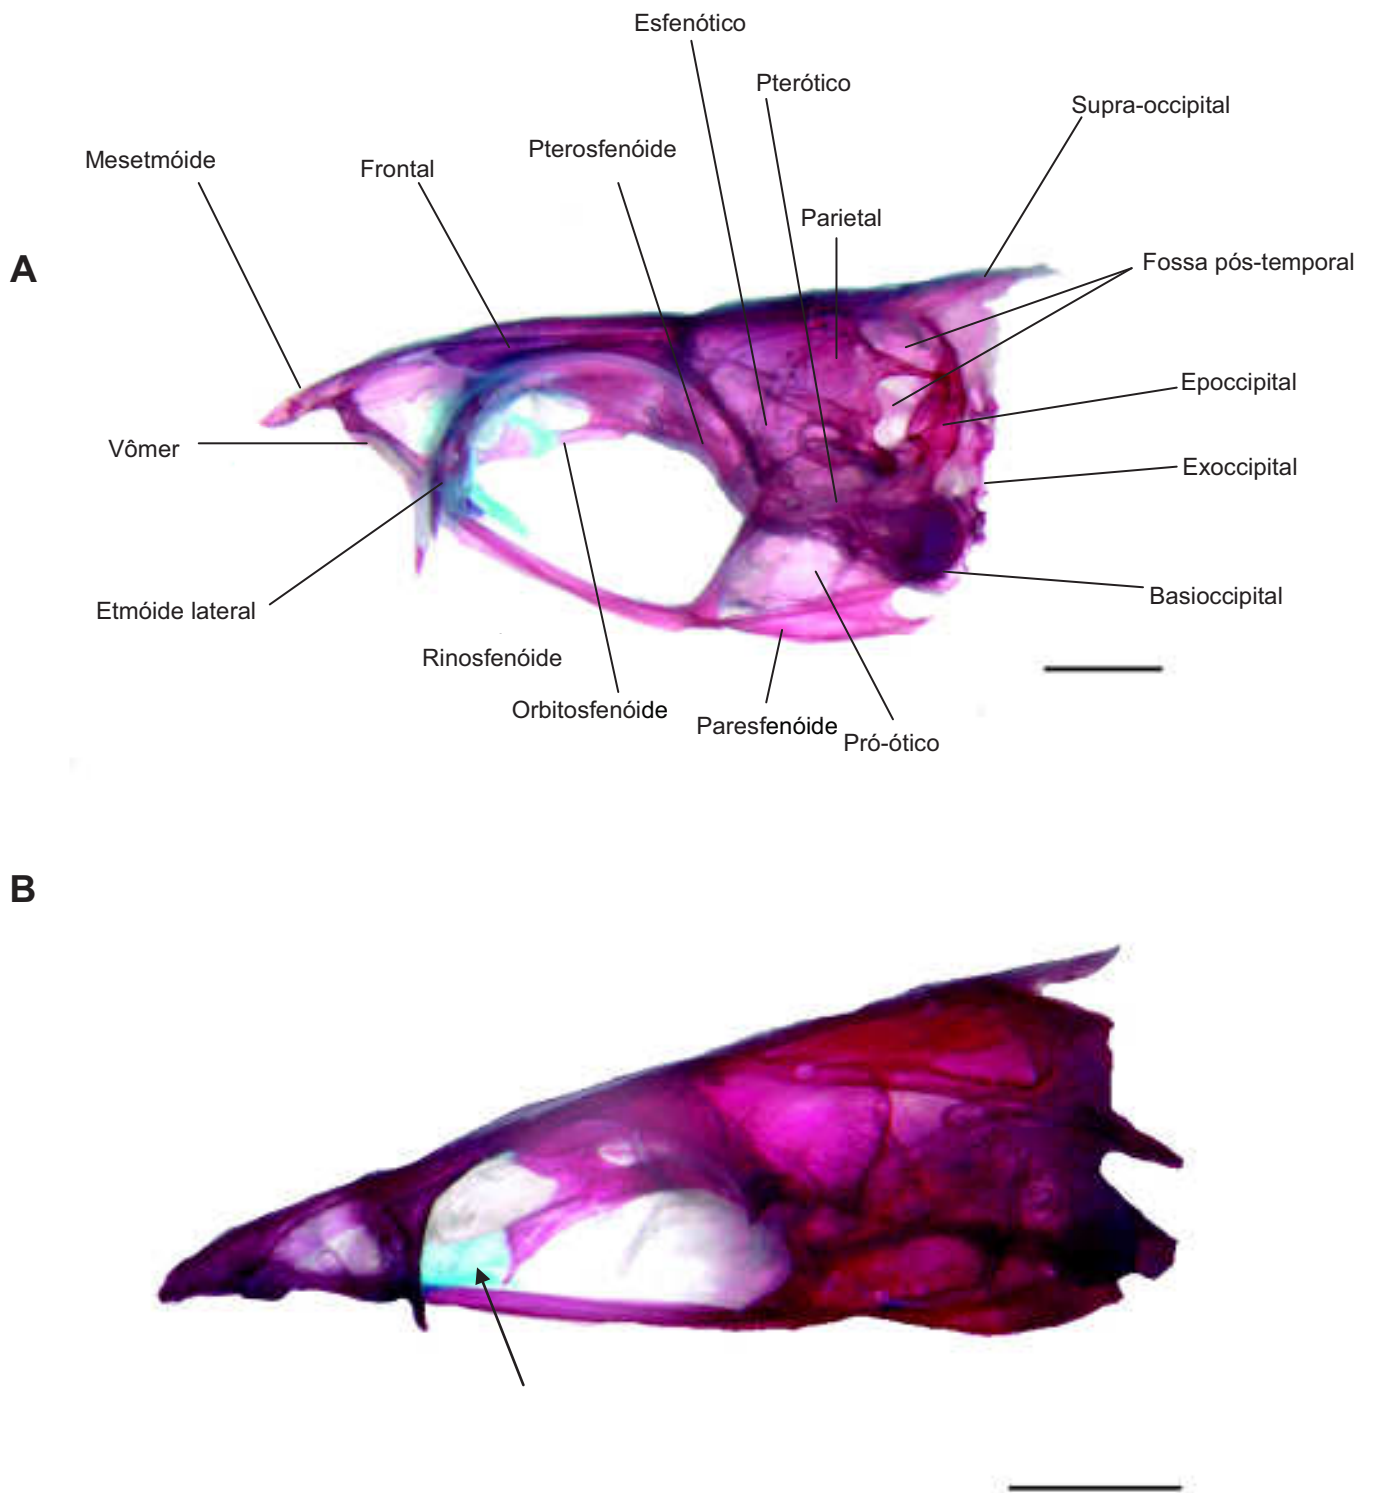 Esfenótico
Pterótico
Supra-occipital
Pterosfenóide
Mesetmóide
Frontal
Parietal
A
Fossa pós-temporal
Epoccipital
Vômer
Exoccipital
Basioccipital
Etmóide lateral
Rinosfenóide
Orbitosfenóide
Paresfenóide
Pró-ótico
B